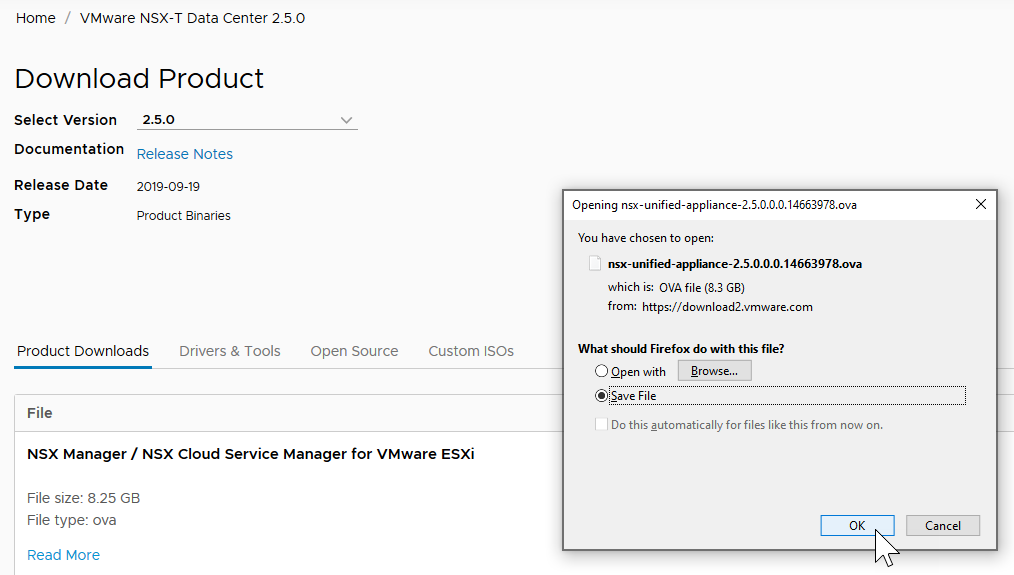 Home / VMware NSX-T Data Center 2.5.0
Download Product
Select Version 2.5.0
Documentation Release Notes
Release Date 2019-09-19
Type Product Binaries
Product Downloads Drivers & Tools Open Source Custom ISOs
File
NSX Manager / NSX Cloud Service Manager for VMware ESXi
File size: 8.25 GB
File type: ova
Read More
Opening nsx-unified-appliance-2.5.0.0.0.14663978.ova
You have chosen to open:
nsx-unified-appliance-2.5.0.0.0.14663978.ova
which is: OVA file (8.3 GB)
from: https://download2.vmware.com
What should Firefox do with this file?
Open with Browse...
Save File
Do this automatically for files like this from now on.
OK Cancel